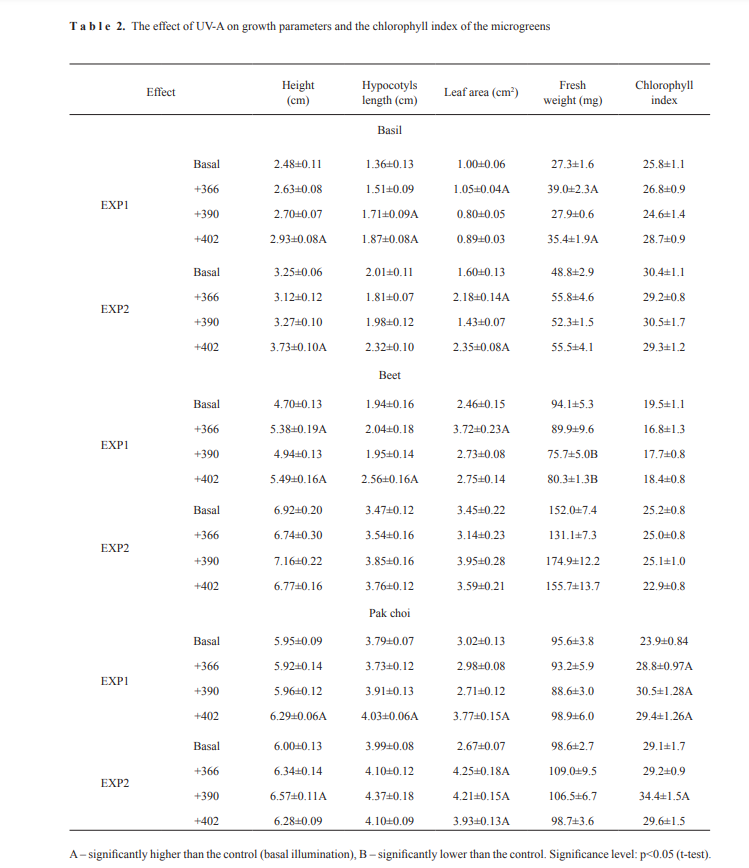 Table 2. The effect of UV-A on growth parameters and the chlorophyll index of the microgreens
Effect Height (cm) Hypocotyls length (cm) Leaf area (cm²) Fresh weight (mg) Chlorophyll index
Basil
EXP1
Basal 2.48±0.11 1.36±0.13 1.00±0.06 27.3±1.6 25.8±1.1
+366 2.63±0.08 1.51±0.09 1.05±0.04A 39.0±2.3A 26.8±0.9
+390 2.70±0.07 1.71±0.09A 0.80±0.05 27.9±0.6 24.6±1.4
+402 2.93±0.08A 1.87±0.08A 0.89±0.03 35.4±1.9A 28.7±0.9
EXP2
Basal 3.25±0.06 2.01±0.11 1.60±0.13 48.8±2.9 30.4±1.1
+366 3.12±0.12 1.81±0.07 2.18±0.14A 55.8±4.6 29.2±0.8
+390 3.27±0.10 1.98±0.12 1.43±0.07 52.3±1.5 30.5±1.7
+402 3.73±0.10A 2.32±0.10 2.35±0.08A 55.5±4.1 29.3±1.2
Beet
EXP1
Basal 4.70±0.13 1.94±0.16 2.46±0.15 94.1±5.3 19.5±1.1
+366 5.38±0.19A 2.04±0.18 3.72±0.23A 89.9±9.6 16.8±1.3
+390 4.94±0.13 1.95±0.14 2.73±0.08 75.7±5.0B 17.7±0.8
+402 5.49±0.16A 2.56±0.16A 2.75±0.14 80.3±1.3B 18.4±0.8
EXP2
Basal 6.92±0.20 3.47±0.12 3.45±0.22 152.0±7.4 25.2±0.8
+366 6.74±0.30 3.54±0.16 3.14±0.23 131.1±7.3 25.0±0.8
+390 7.16±0.22 3.85±0.16 3.95±0.28 174.9±12.2 25.1±1.0
+402 6.77±0.16 3.76±0.12 3.59±0.21 155.7±13.7 22.9±0.8
Pak choi
EXP1
Basal 5.95±0.09 3.79±0.07 3.02±0.13 95.6±3.8 23.9±0.84
+366 5.92±0.14 3.73±0.12 2.98±0.08 93.2±5.9 28.8±0.97A
+390 5.96±0.12 3.91±0.13 2.71±0.12 88.6±3.0 30.5±1.28A
+402 6.29±0.06A 4.03±0.06A 3.77±0.15A 98.9±6.0 29.4±1.26A
EXP2
Basal 6.00±0.13 3.99±0.08 2.67±0.07 98.6±2.7 29.1±1.7
+366 6.34±0.14 4.10±0.12 4.25±0.18A 109.0±9.5 29.2±0.9
+390 6.57±0.11A 4.37±0.18 4.21±0.15A 106.5±6.7 34.4±1.5A
+402 6.28±0.09 4.10±0.09 3.93±0.13A 98.7±3.6 29.6±1.5
A – significantly higher than the control (basal illumination), B – significantly lower than the control. Significance level: p<0.05 (t-test).